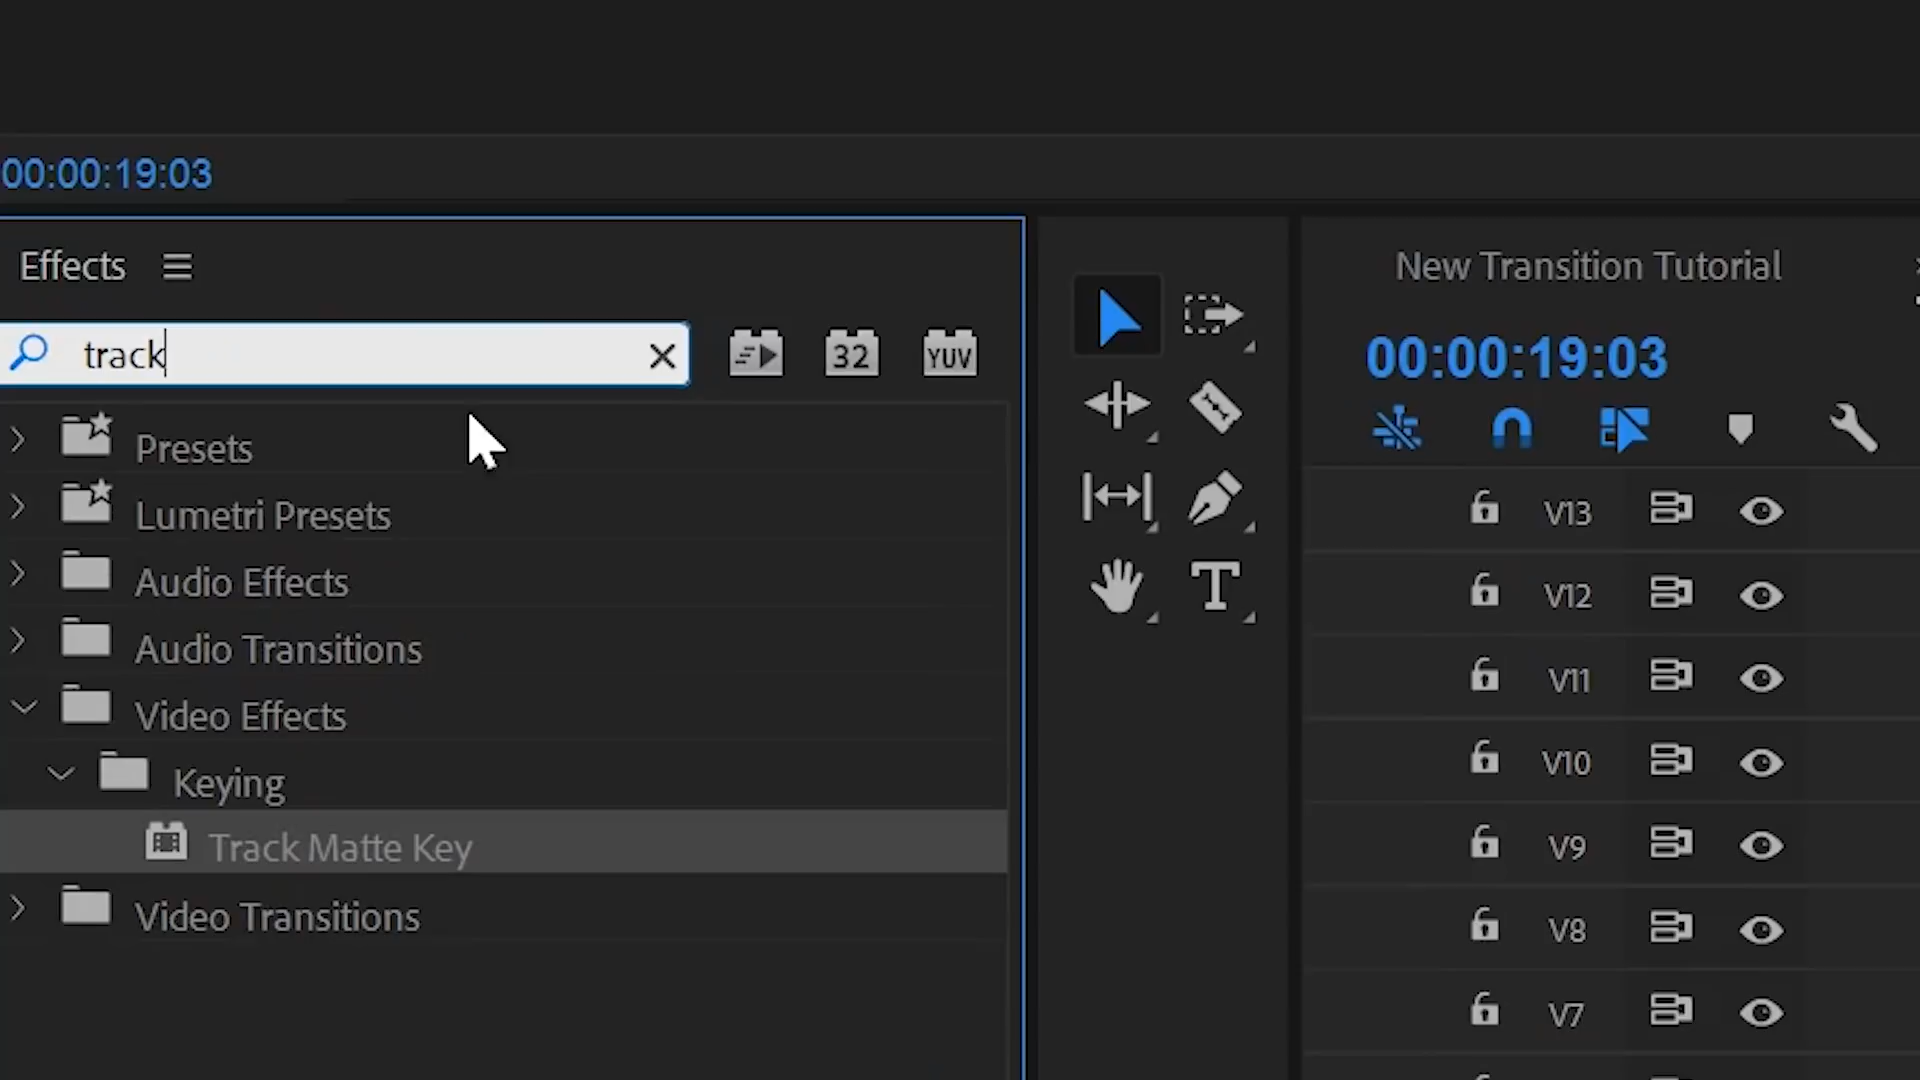 00:00:19:03
Effects
track
32
YUV
Presets
Lumetri Presets
Audio Effects
Audio Transitions
Video Effects
Keying
Track Matte Key
Video Transitions
New Transition Tutorial
00:00:19:03
V13
V12
V11
V10
V9
V8
V7